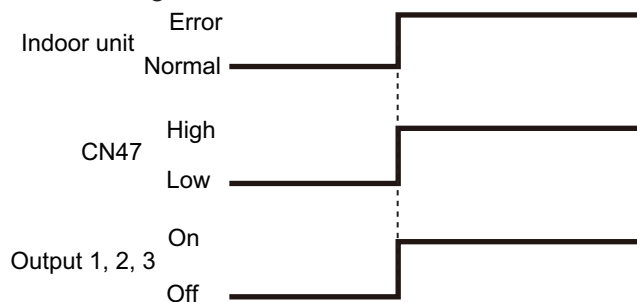 Error
Indoor unit
Normal
High
CN47
Low
On
Output 1, 2, 3
Off